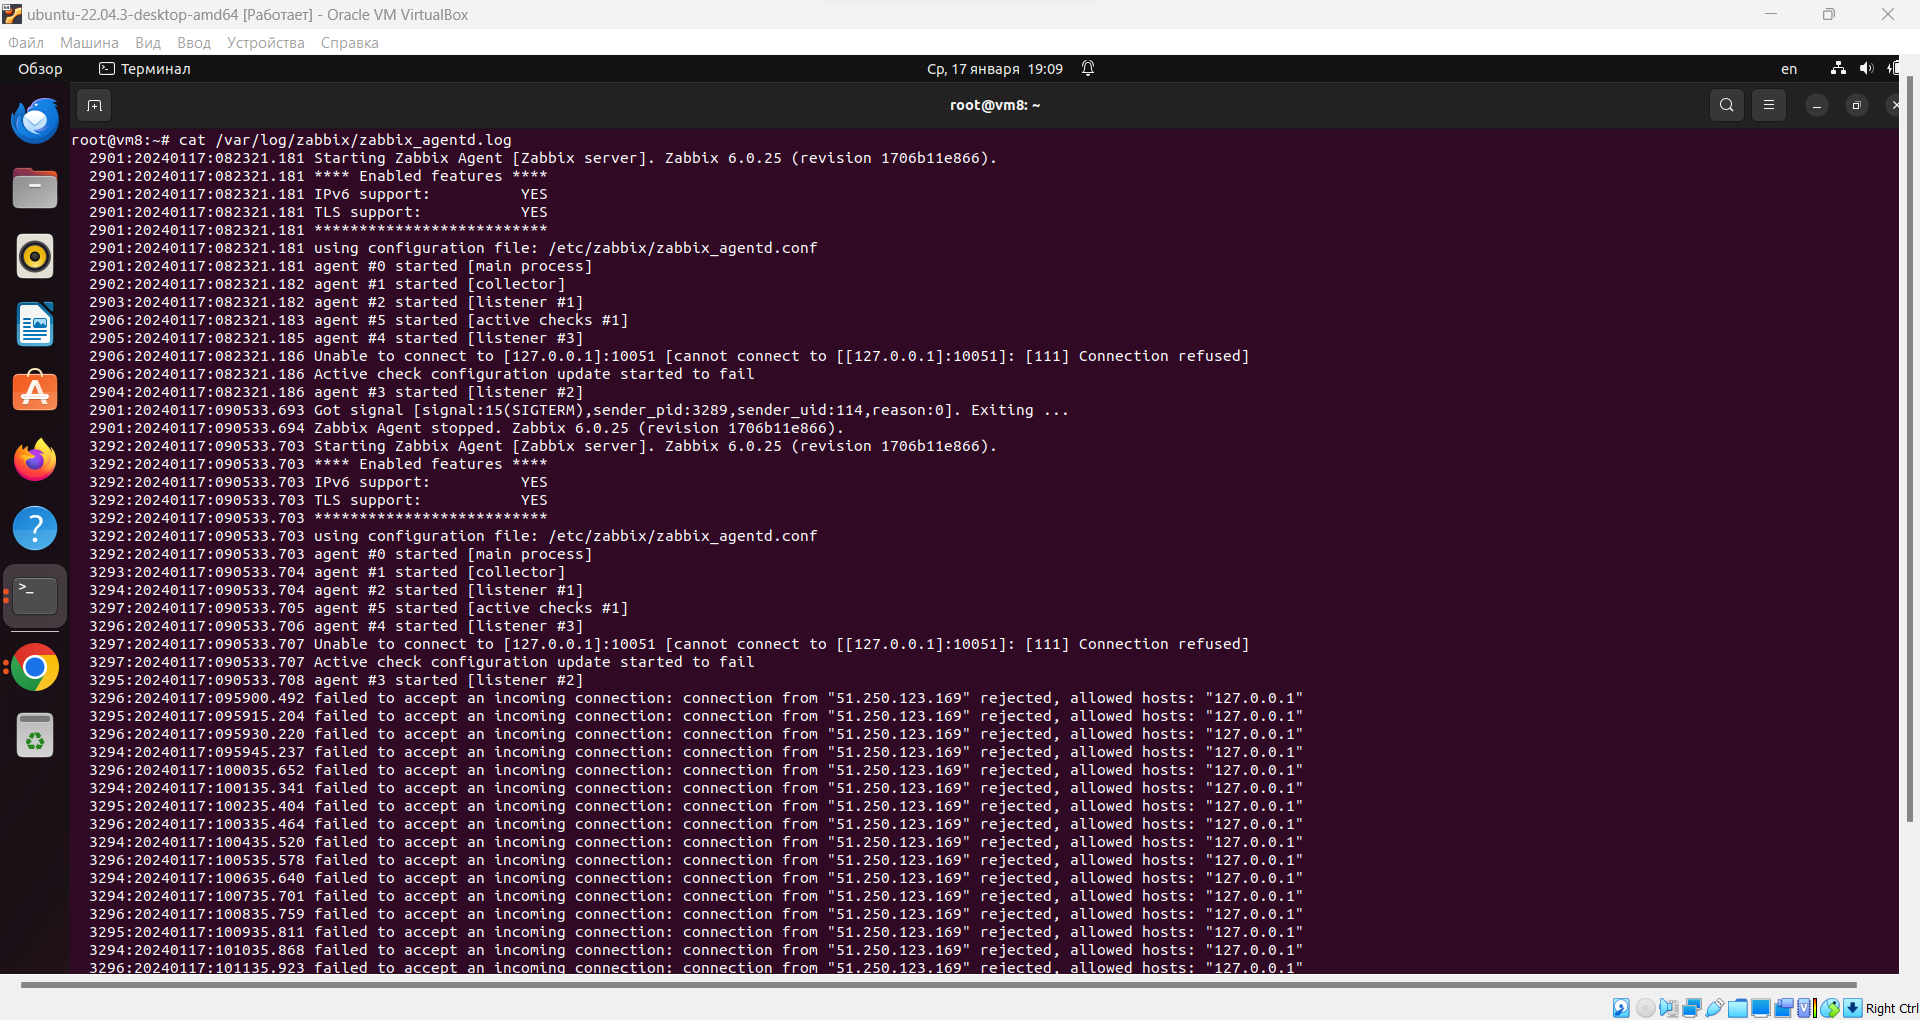 ubuntu-22.04.3-desktop-amd64 [Работает] - Oracle VM VirtualBox
Файл Машина Вид Ввод Устройства Справка
Обзор Терминал Ср, 17 января 19:09 en
root@vm8: ~
root@vm8:~# cat /var/log/zabbix/zabbix_agentd.log
2901:20240117:082321.181 Starting Zabbix Agent [Zabbix server]. Zabbix 6.0.25 (revision 1706b11e866).
2901:20240117:082321.181 **** Enabled features ****
2901:20240117:082321.181 IPv6 support: YES
2901:20240117:082321.181 TLS support: YES
2901:20240117:082321.181 **************************
2901:20240117:082321.181 using configuration file: /etc/zabbix/zabbix_agentd.conf
2901:20240117:082321.181 agent #0 started [main process]
2902:20240117:082321.182 agent #1 started [collector]
2903:20240117:082321.182 agent #2 started [listener #1]
2906:20240117:082321.183 agent #5 started [active checks #1]
2905:20240117:082321.185 agent #4 started [listener #3]
2906:20240117:082321.186 Unable to connect to [127.0.0.1]:10051 [cannot connect to [[127.0.0.1]:10051]: [111] Connection refused]
2906:20240117:082321.186 Active check configuration update started to fail
2904:20240117:082321.186 agent #3 started [listener #2]
2901:20240117:090533.693 Got signal [signal:15(SIGTERM),sender_pid:3289,sender_uid:114,reason:0]. Exiting ...
2901:20240117:090533.694 Zabbix Agent stopped. Zabbix 6.0.25 (revision 1706b11e866).
3292:20240117:090533.703 Starting Zabbix Agent [Zabbix server]. Zabbix 6.0.25 (revision 1706b11e866).
3292:20240117:090533.703 **** Enabled features ****
3292:20240117:090533.703 IPv6 support: YES
3292:20240117:090533.703 TLS support: YES
3292:20240117:090533.703 **************************
3292:20240117:090533.703 using configuration file: /etc/zabbix/zabbix_agentd.conf
3292:20240117:090533.703 agent #0 started [main process]
3293:20240117:090533.704 agent #1 started [collector]
3294:20240117:090533.704 agent #2 started [listener #1]
3297:20240117:090533.705 agent #5 started [active checks #1]
3296:20240117:090533.706 agent #4 started [listener #3]
3297:20240117:090533.707 Unable to connect to [127.0.0.1]:10051 [cannot connect to [[127.0.0.1]:10051]: [111] Connection refused]
3297:20240117:090533.707 Active check configuration update started to fail
3295:20240117:090533.708 agent #3 started [listener #2]
3296:20240117:095900.492 failed to accept an incoming connection: connection from "51.250.123.169" rejected, allowed hosts: "127.0.0.1"
3295:20240117:095915.204 failed to accept an incoming connection: connection from "51.250.123.169" rejected, allowed hosts: "127.0.0.1"
3296:20240117:095930.220 failed to accept an incoming connection: connection from "51.250.123.169" rejected, allowed hosts: "127.0.0.1"
3294:20240117:095945.237 failed to accept an incoming connection: connection from "51.250.123.169" rejected, allowed hosts: "127.0.0.1"
3296:20240117:100035.652 failed to accept an incoming connection: connection from "51.250.123.169" rejected, allowed hosts: "127.0.0.1"
3294:20240117:100135.341 failed to accept an incoming connection: connection from "51.250.123.169" rejected, allowed hosts: "127.0.0.1"
3295:20240117:100235.404 failed to accept an incoming connection: connection from "51.250.123.169" rejected, allowed hosts: "127.0.0.1"
3296:20240117:100335.464 failed to accept an incoming connection: connection from "51.250.123.169" rejected, allowed hosts: "127.0.0.1"
3294:20240117:100435.520 failed to accept an incoming connection: connection from "51.250.123.169" rejected, allowed hosts: "127.0.0.1"
3296:20240117:100535.578 failed to accept an incoming connection: connection from "51.250.123.169" rejected, allowed hosts: "127.0.0.1"
3294:20240117:100635.640 failed to accept an incoming connection: connection from "51.250.123.169" rejected, allowed hosts: "127.0.0.1"
3294:20240117:100735.701 failed to accept an incoming connection: connection from "51.250.123.169" rejected, allowed hosts: "127.0.0.1"
3296:20240117:100835.759 failed to accept an incoming connection: connection from "51.250.123.169" rejected, allowed hosts: "127.0.0.1"
3295:20240117:100935.811 failed to accept an incoming connection: connection from "51.250.123.169" rejected, allowed hosts: "127.0.0.1"
3294:20240117:101035.868 failed to accept an incoming connection: connection from "51.250.123.169" rejected, allowed hosts: "127.0.0.1"
3296:20240117:101135.923 failed to accept an incoming connection: connection from "51.250.123.169" rejected, allowed hosts: "127.0.0.1"
Right Ctrl